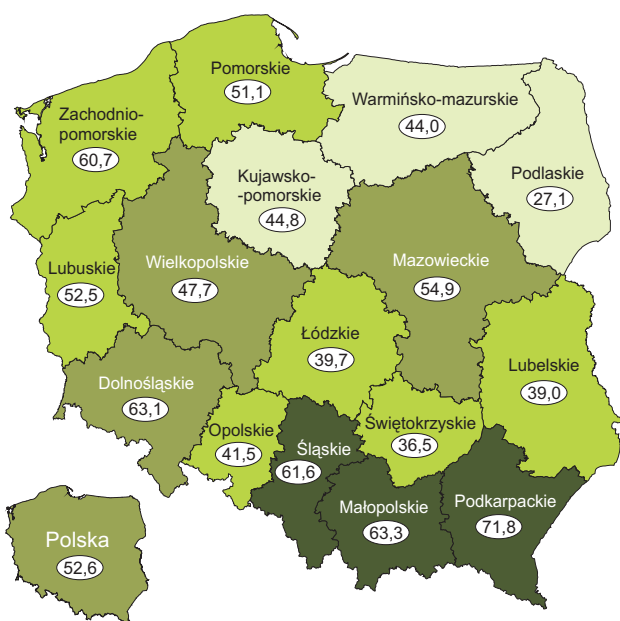 Pomorskie
51,1
Warmińsko-mazurskie
44,0
Zachodnio-
pomorskie
60,7
Podlaskie
27,1
Kujawsko-
-pomorskie
44,8
Lubuskie
52,5
Wielkopolskie
47,7
Mazowieckie
54,9
Łódzkie
39,7
Lubelskie
39,0
Dolnośląskie
63,1
Opolskie
41,5
Śląskie
61,6
Świętokrzyskie
36,5
Małopolskie
63,3
Podkarpackie
71,8
Polska
52,6